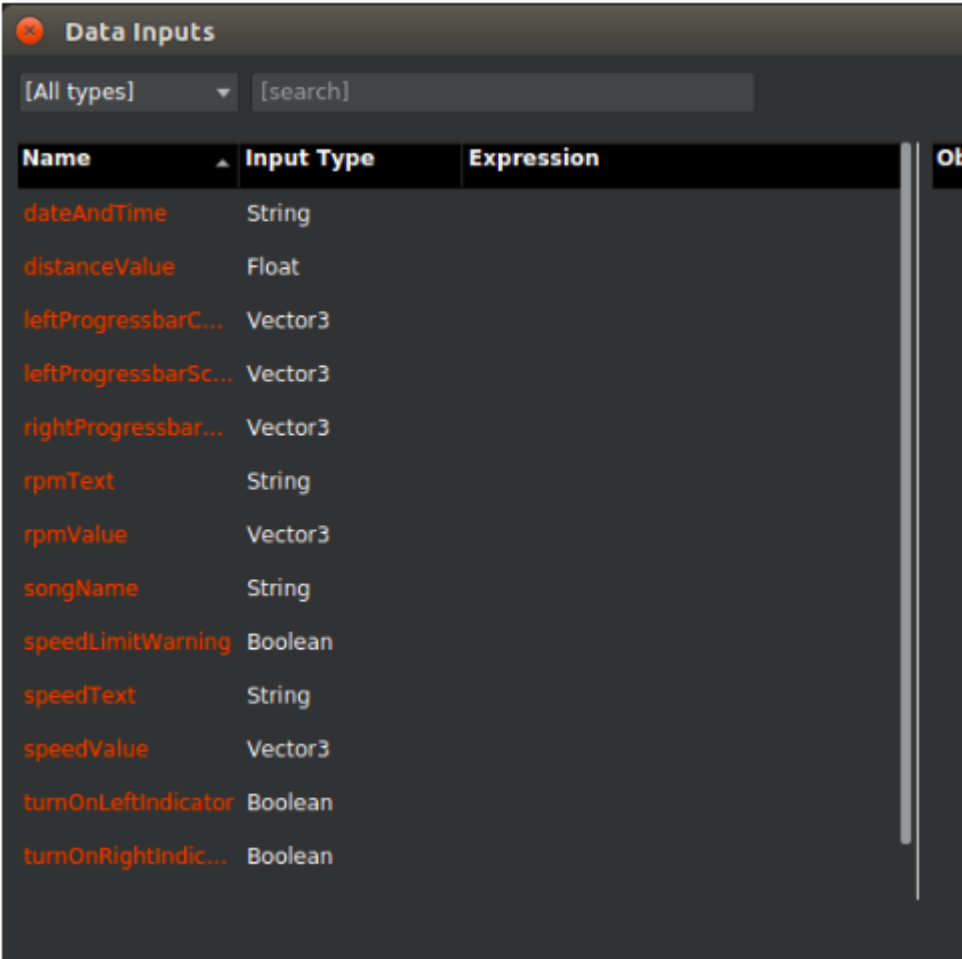 Data Inputs
[All types] [search]
Name Input Type Expression Ob
dateAndTime String
distanceValue Float
leftProgressbarC... Vector3
leftProgressbarSc... Vector3
rightProgressbar... Vector3
rpmText String
rpmValue Vector3
songName String
speedLimitWarning Boolean
speedText String
speedValue Vector3
turnOnLeftIndicator Boolean
turnOnRightIndic... Boolean